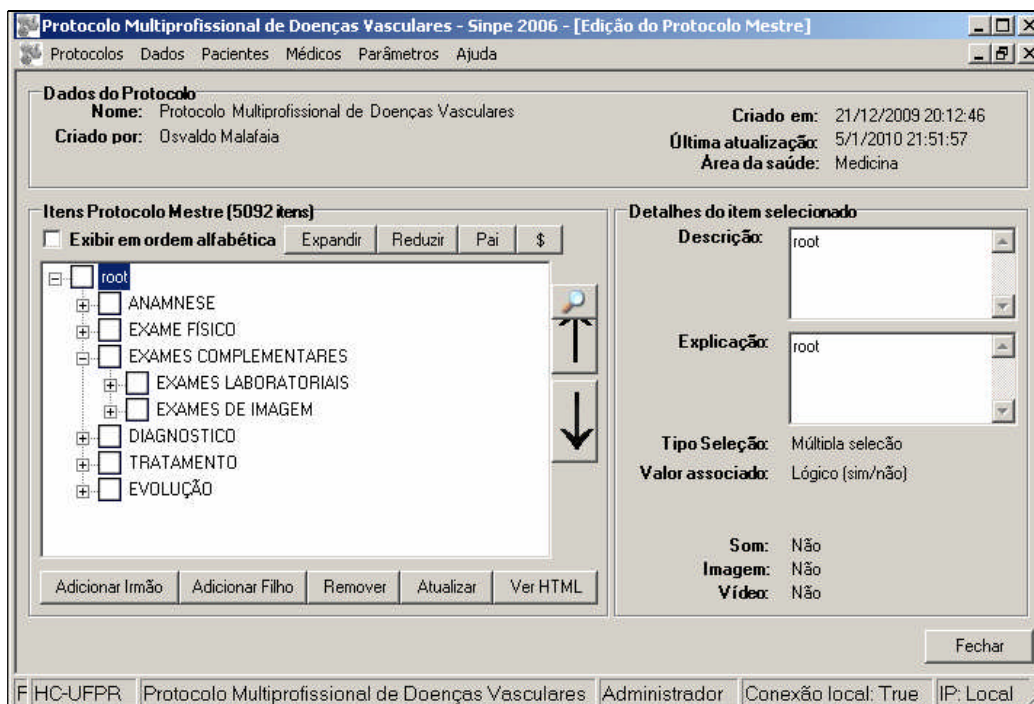 Protocolo Multiprofissional de Doenças Vasculares - Sinpe 2006 - [Edição do Protocolo Mestre]
Protocolos Dados Pacientes Médicos Parâmetros Ajuda
Dados do Protocolo
Nome: Protocolo Multiprofissional de Doenças Vasculares
Criado por: Osvaldo Malafaia
Criado em: 21/12/2009 20:12:46
Última atualização: 5/1/2010 21:51:57
Área da saúde: Medicina
Itens Protocolo Mestre (5092 itens)
Exibir em ordem alfabética Expandir Reduzir Pai $
root
ANAMNESE
EXAME FÍSICO
EXAMES COMPLEMENTARES
EXAMES LABORATORIAIS
EXAMES DE IMAGEM
DIAGNOSTICO
TRATAMENTO
EVOLUÇÃO
Adicionar Irmão Adicionar Filho Remover Atualizar Ver HTML
Detalhes do item selecionado
Descrição: root
Explicação: root
Tipo Seleção: Múltipla selecão
Valor associado: Lógico (sim/não)
Som: Não
Imagem: Não
Vídeo: Não
Fechar
F HC-UFPR Protocolo Multiprofissional de Doenças Vasculares Administrador Conexão local: True IP: Local